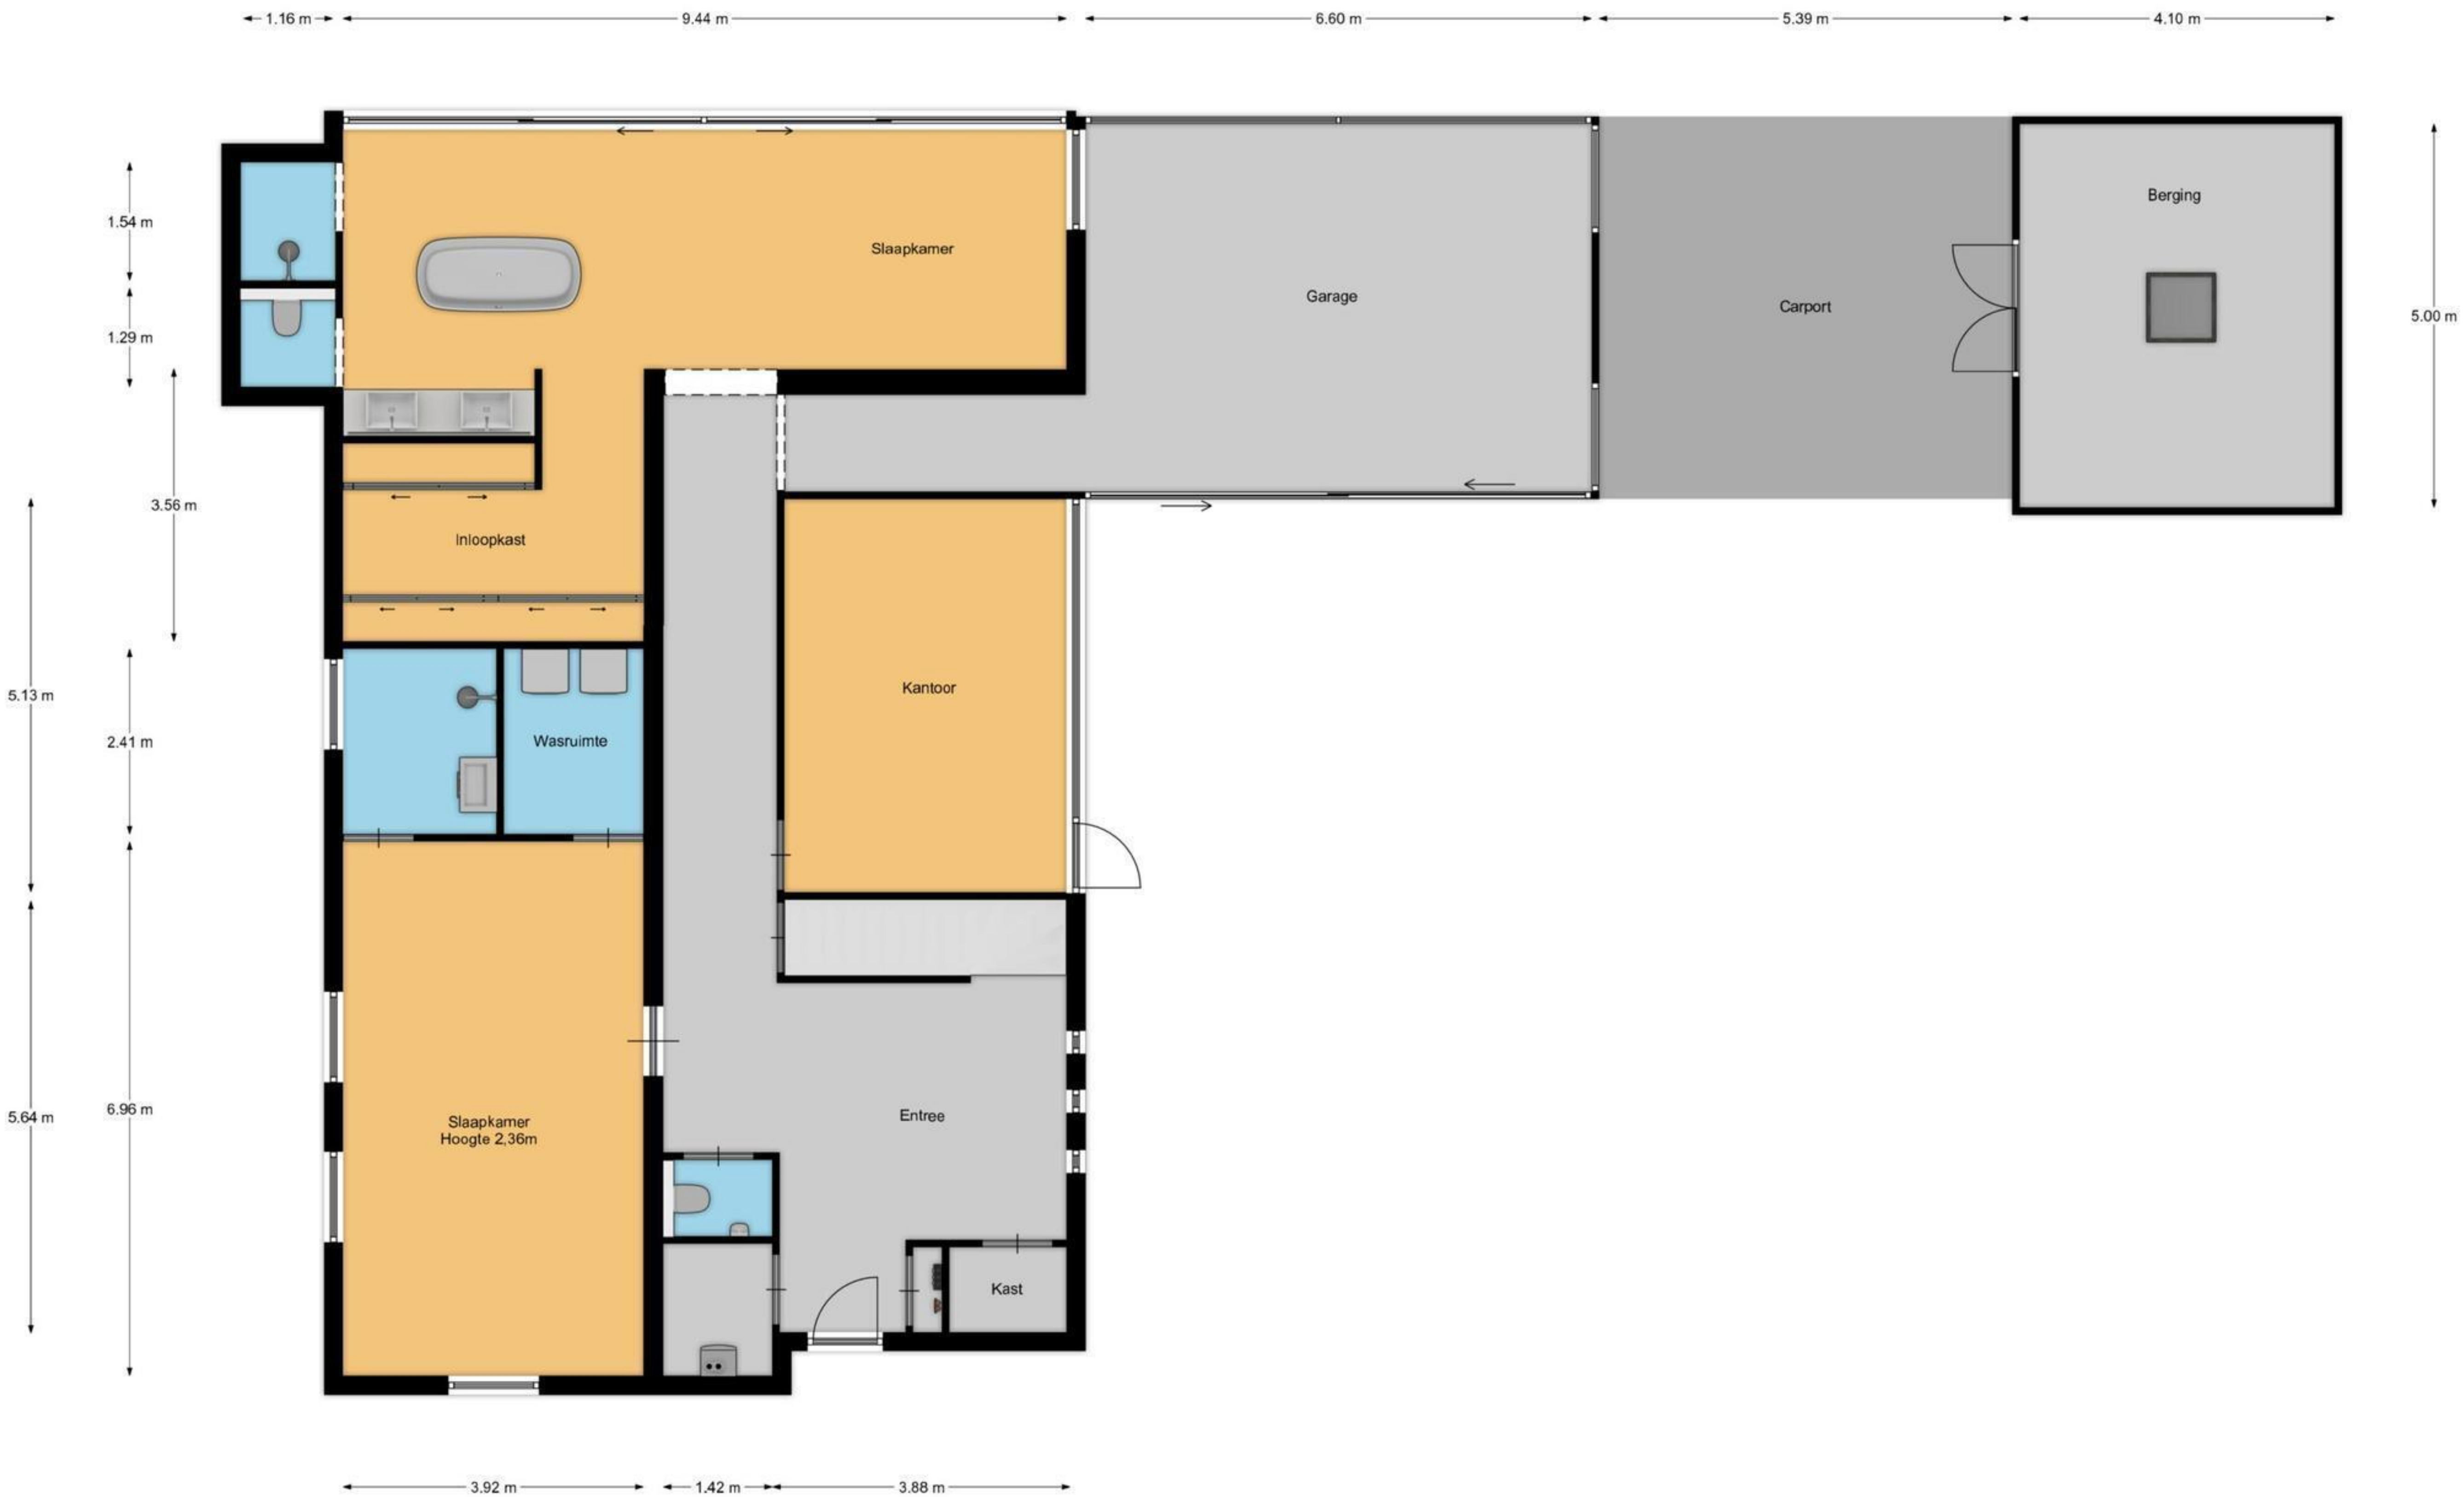 1.16 m
9.44 m
6.60 m
5.39 m
4.10 m
Berging
1.54 m
Slaapkamer
Garage
Carport
5.00 m
1.29 m
3.56 m
Inloopkast
Kantoor
5.13 m
2.41 m
Wasruimte
5.64 m
6.96 m
Slaapkamer
Hoogte 2,36m
Entree
Kast
3.92 m
1.42 m
3.88 m